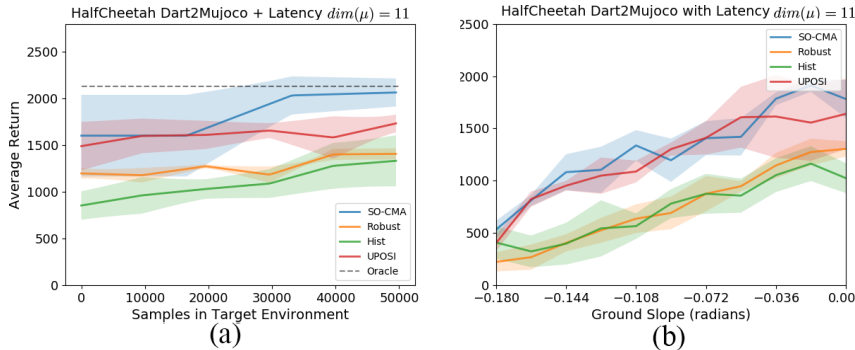 HalfCheetah Dart2Mujoco + Latency dim(μ) = 11
2500
2000
1500
1000
500
0
Average Return
SO-CMA
Robust
Hist
UPOSI
Oracle
0 10000 20000 30000 40000 50000
Samples in Target Environment
(a)
HalfCheetah Dart2Mujoco with Latency dim(μ) = 11
2500
2000
1500
1000
500
0
SO-CMA
Robust
Hist
UPOSI
−0.180 −0.144 −0.108 −0.072 −0.036 0.00
Ground Slope (radians)
(b)